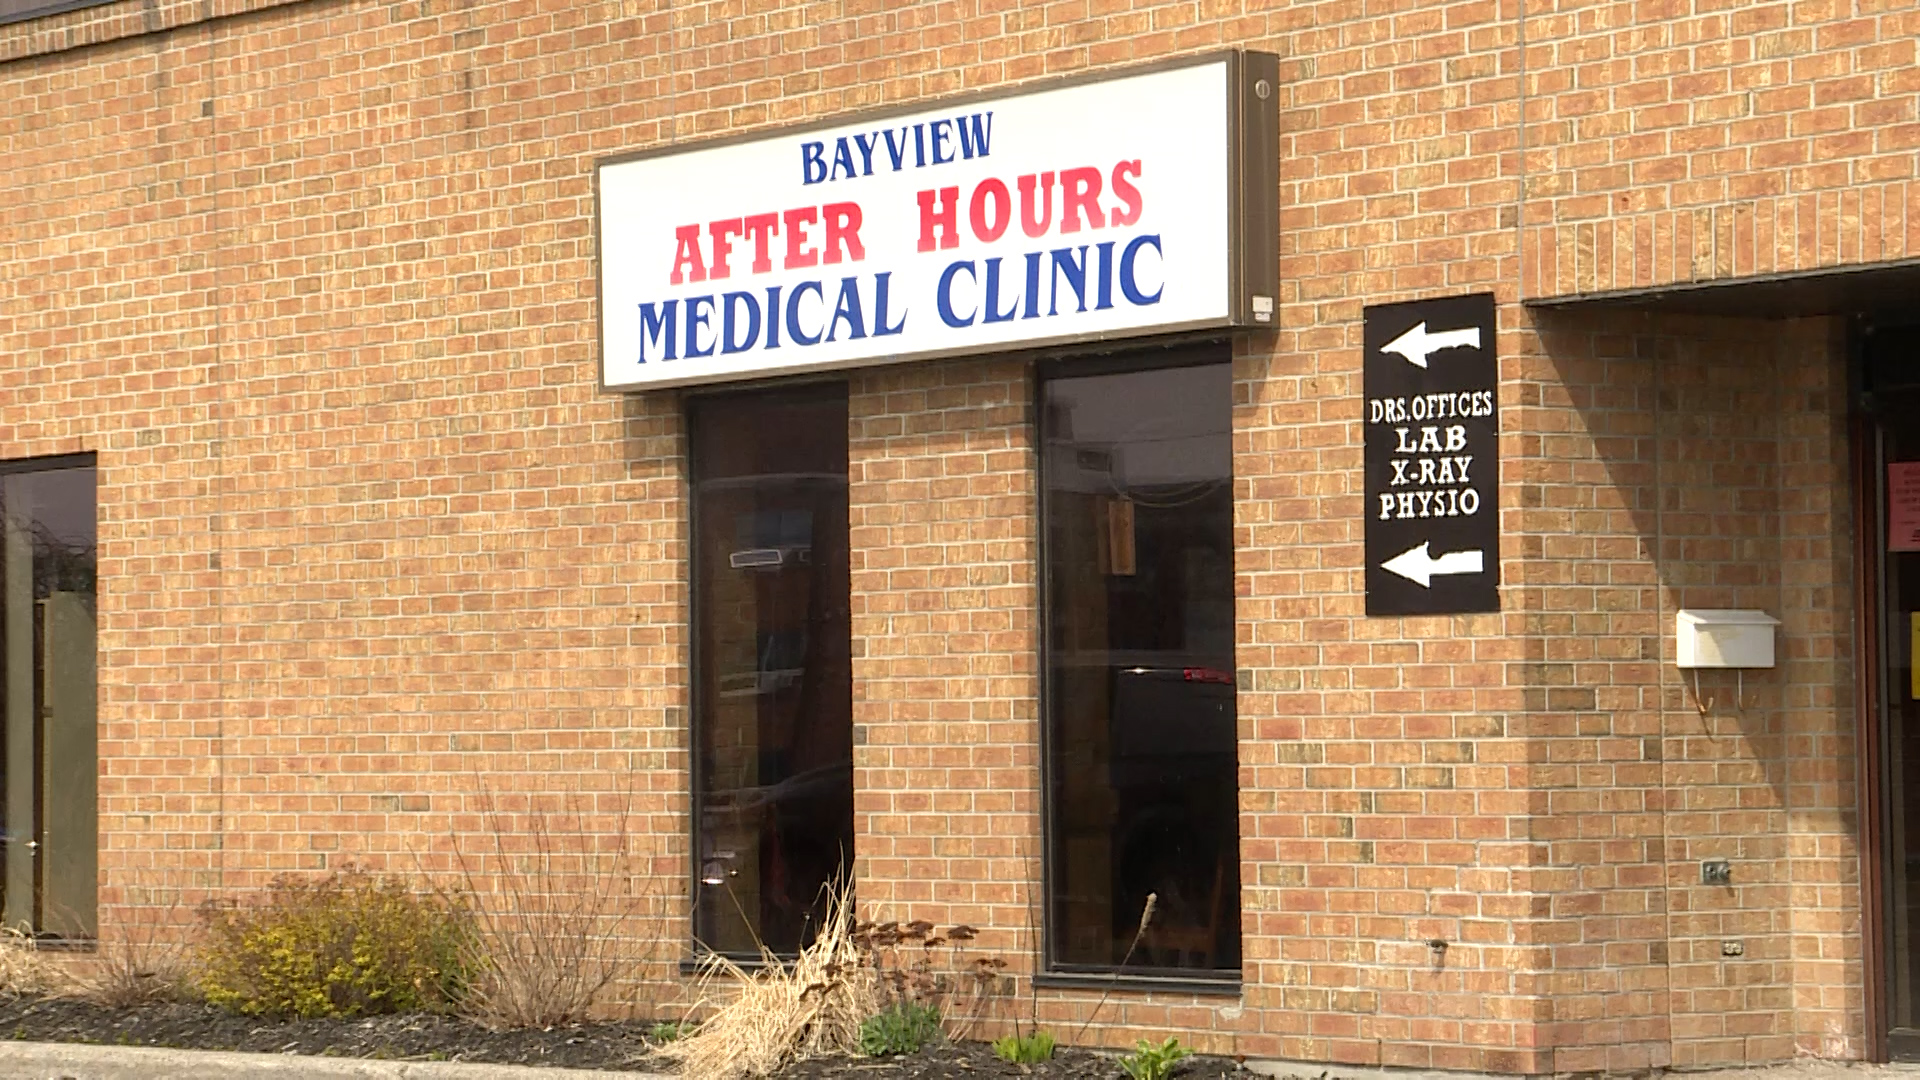 BAYVIEW
AFTER HOURS
MEDICAL CLINIC
DRS.OFFICES
LAB
X-RAY
PHYSIO